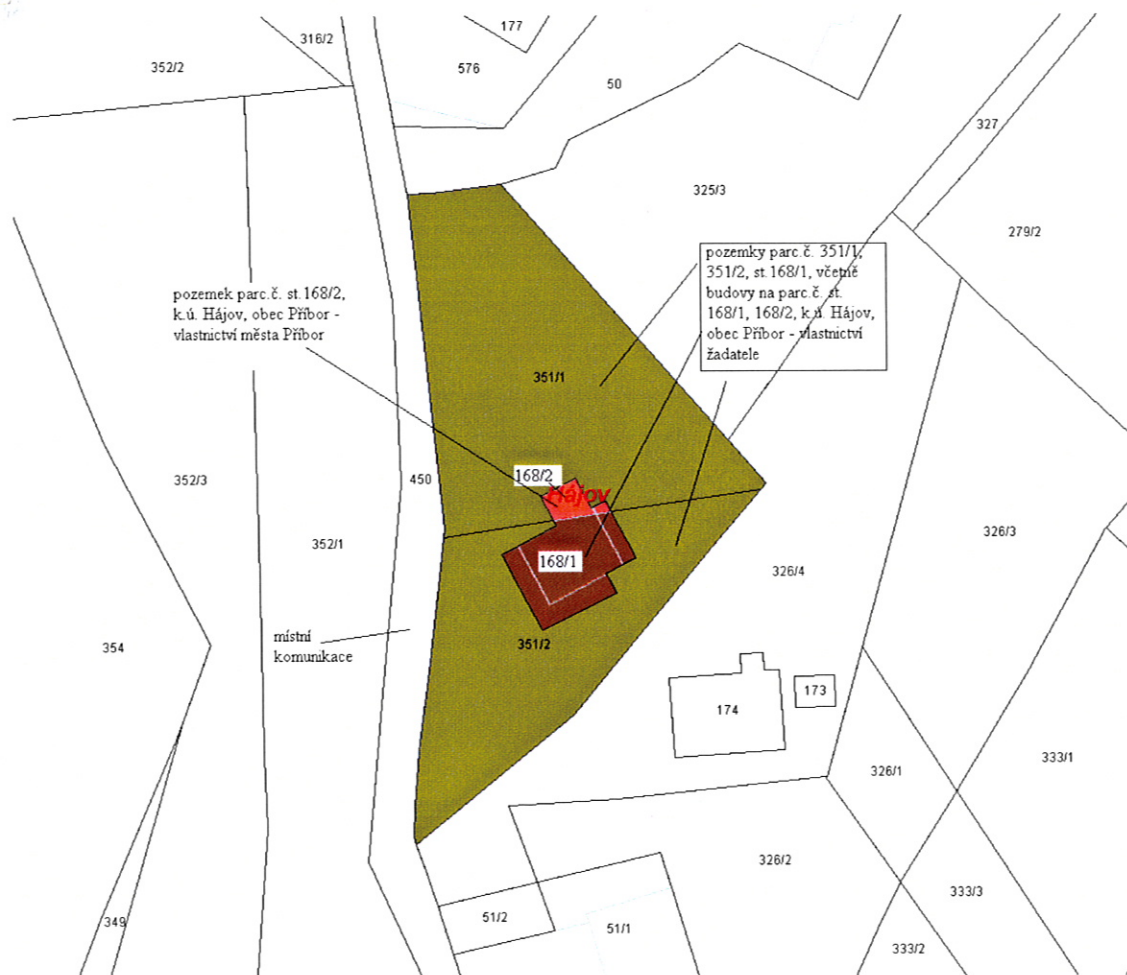 177
316/2
352/2
576
50
327
325/3
279/2
pozemky parc.č. 351/1,
351/2, st.168/1, včetně
budovy na parc.č. st.
168/1, 168/2, k.ú. Hájov,
obec Příbor - vlastnictví
žadatele
pozemek parc.č. st.168/2,
k.ú. Hájov, obec Příbor -
vlastnictví města Příbor
351/1
168/2
Hájov
450
352/3
352/1
326/3
168/1
326/4
místní
komunikace
351/2
354
174
173
333/1
326/1
326/2
333/3
349
51/2
51/1
333/2